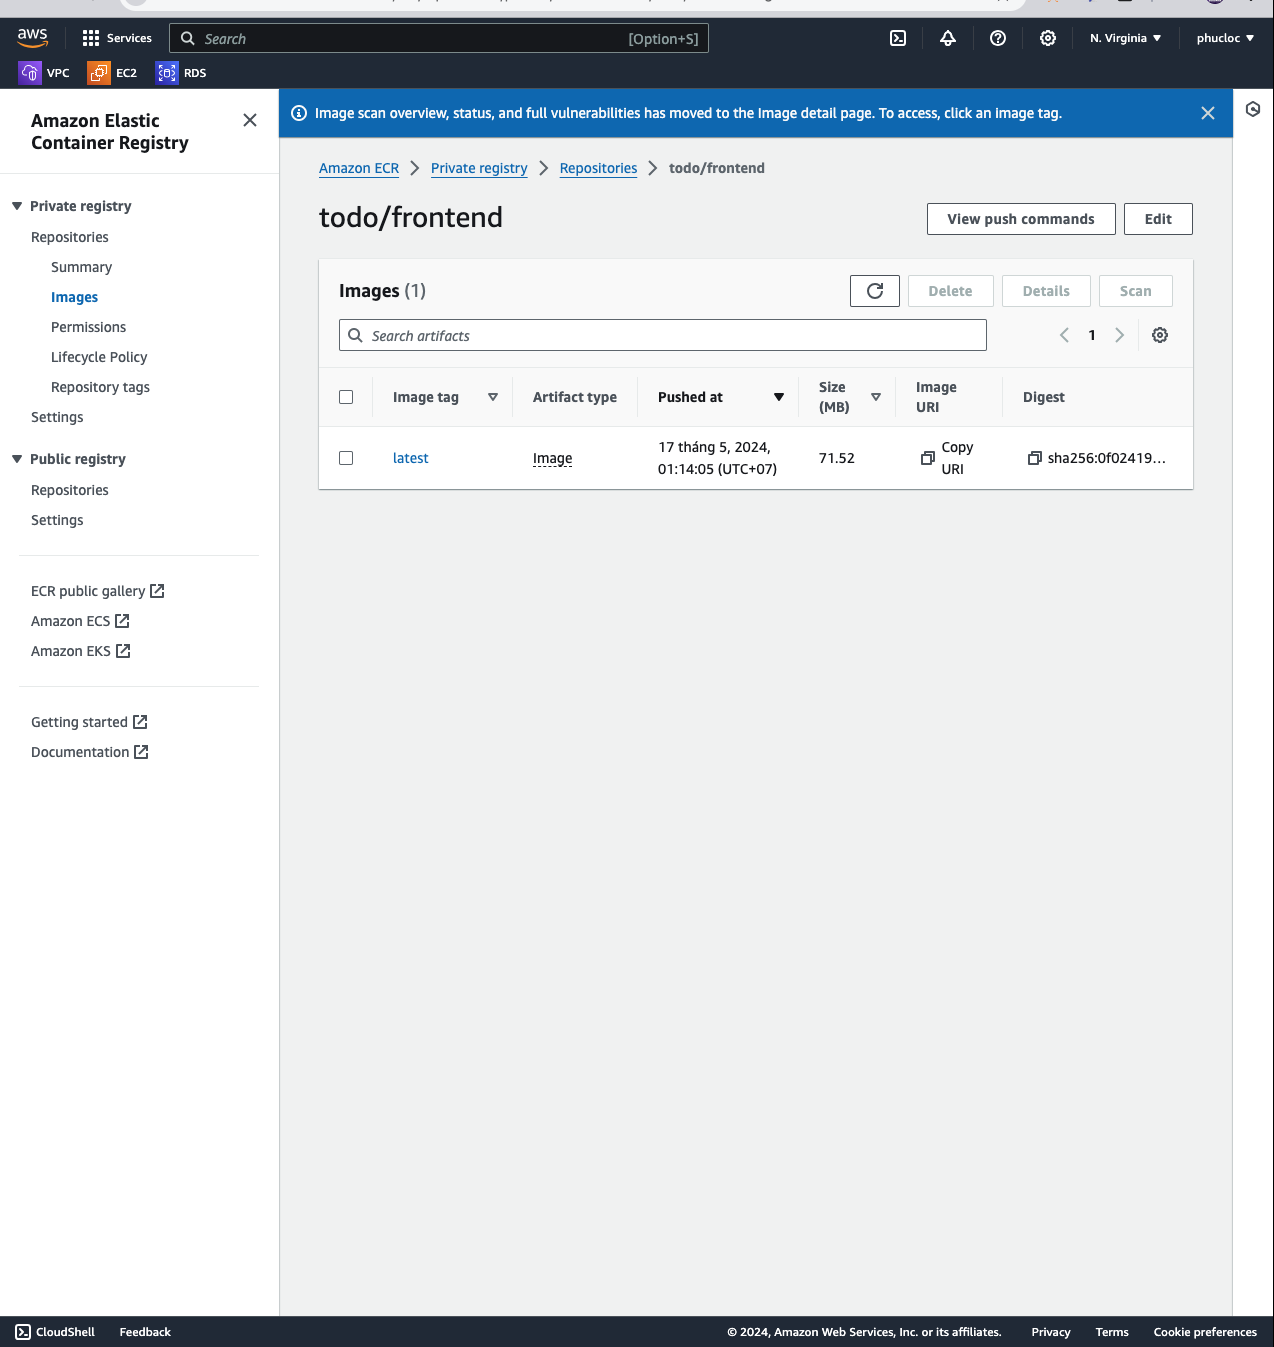 aws
Services
Search
[Option+S]
N. Virginia
phucloc
VPC
EC2
RDS
Amazon Elastic
Container Registry
Private registry
Repositories
Summary
Images
Permissions
Lifecycle Policy
Repository tags
Settings
Public registry
Repositories
Settings
ECR public gallery
Amazon ECS
Amazon EKS
Getting started
Documentation
Image scan overview, status, and full vulnerabilities has moved to the Image detail page. To access, click an image tag.
Amazon ECR
Private registry
Repositories
todo/frontend
todo/frontend
View push commands
Edit
Images (1)
Delete
Details
Scan
Search artifacts
1
Image tag
Artifact type
Pushed at
Size
(MB)
Image
URI
Digest
latest
Image
17 tháng 5, 2024,
01:14:05 (UTC+07)
71.52
Copy
URI
sha256:0f02419...
CloudShell
Feedback
© 2024, Amazon Web Services, Inc. or its affiliates.
Privacy
Terms
Cookie preferences